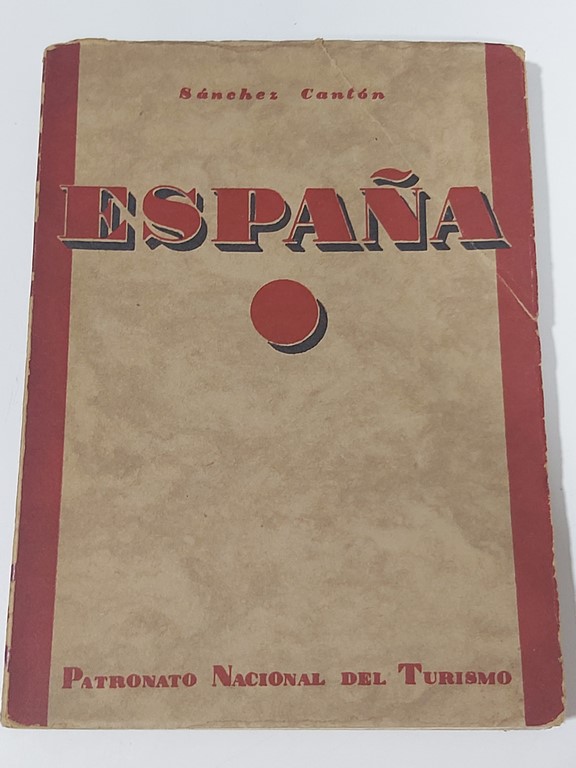 Sánchez Cantón
ESPAÑA
PATRONATO NACIONAL DEL TURISMO